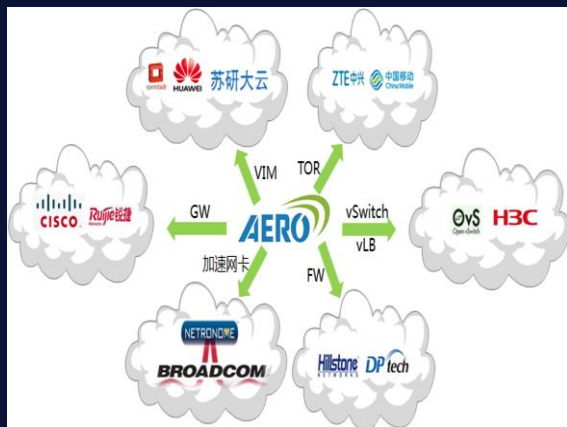 openstack
HUAWEI
苏研大云
ZTE中兴
中国移动
China Mobile
VIM
TOR
CISCO
Ruijie锐捷
Networks
GW
AERO
vSwitch
vLB
OvS
Open vSwitch
H3C
加速网卡
FW
NETRONOME
BROADCOM
Hillstone
NETWORKS
DPtech